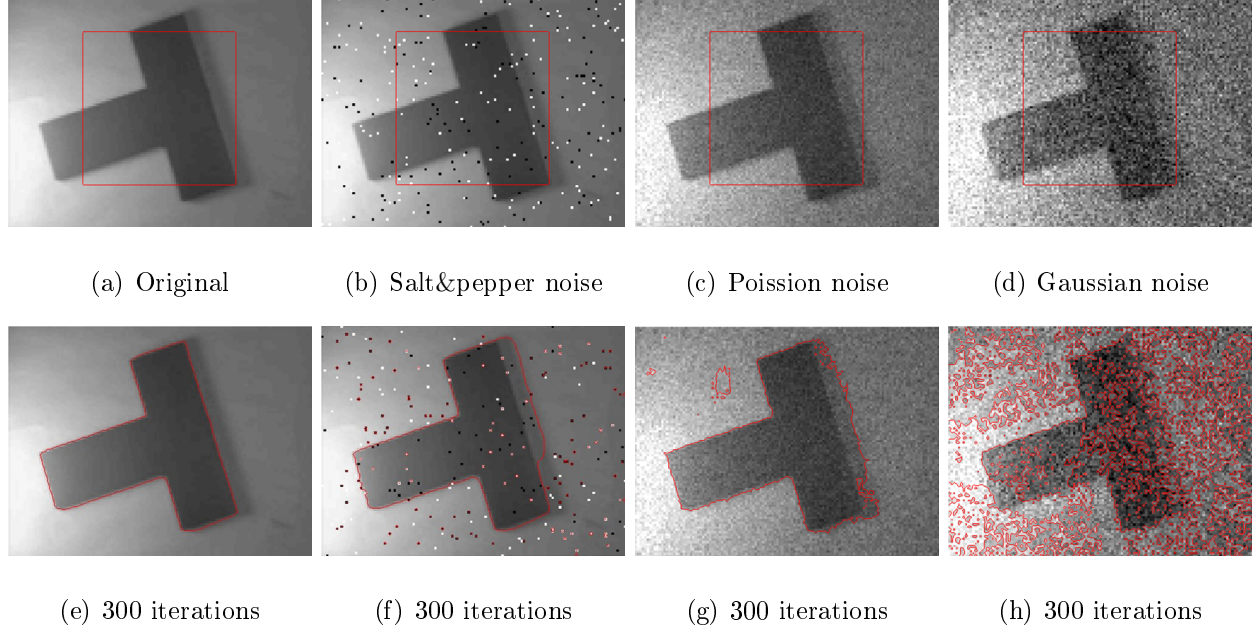 (a) Original (b) Salt&pepper noise (c) Poission noise (d) Gaussian noise
(e) 300 iterations (f) 300 iterations (g) 300 iterations (h) 300 iterations